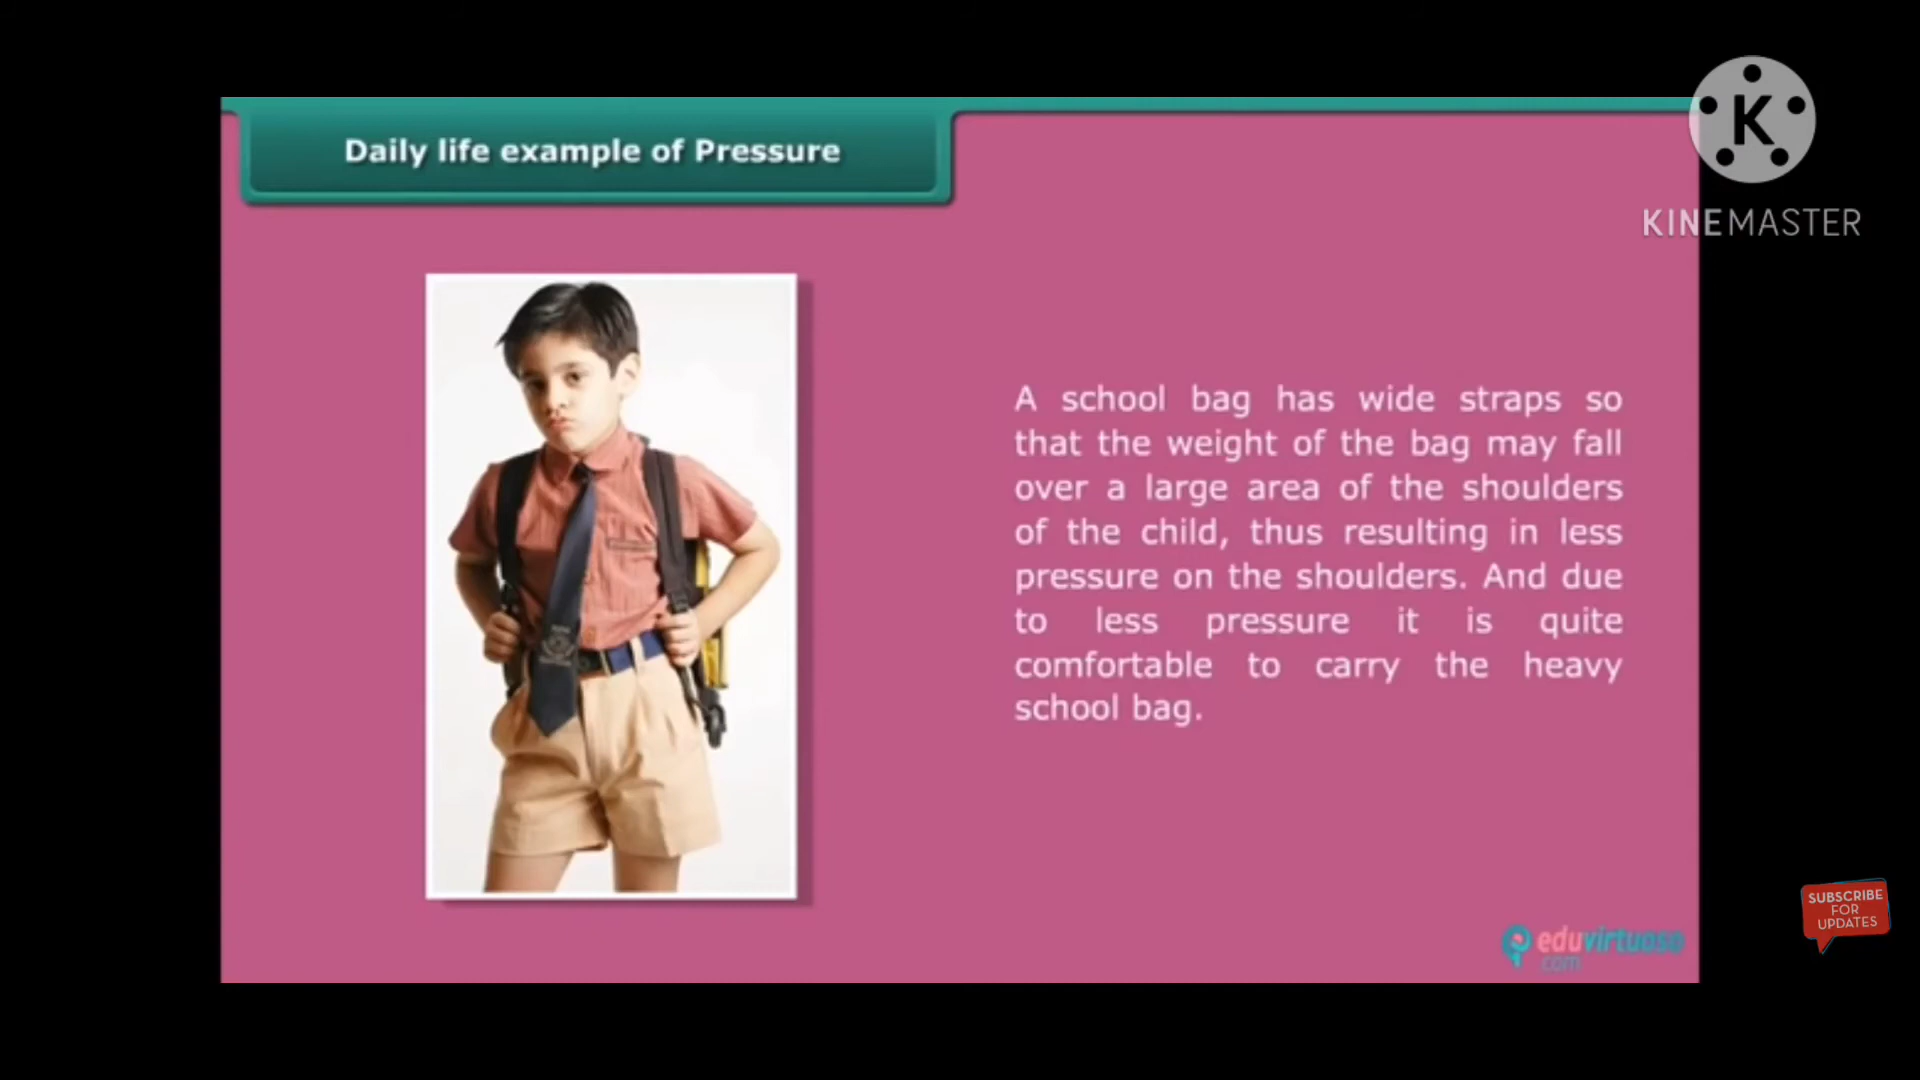 Daily life example of Pressure
K
KINEMASTER
A school bag has wide straps so
that the weight of the bag may fall
over a large area of the shoulders
of the child, thus resulting in less
pressure on the shoulders. And due
to less pressure it is quite
comfortable to carry the heavy
school bag.
SUBSCRIBE
FOR
UPDATES
eduvirtuoso
.com